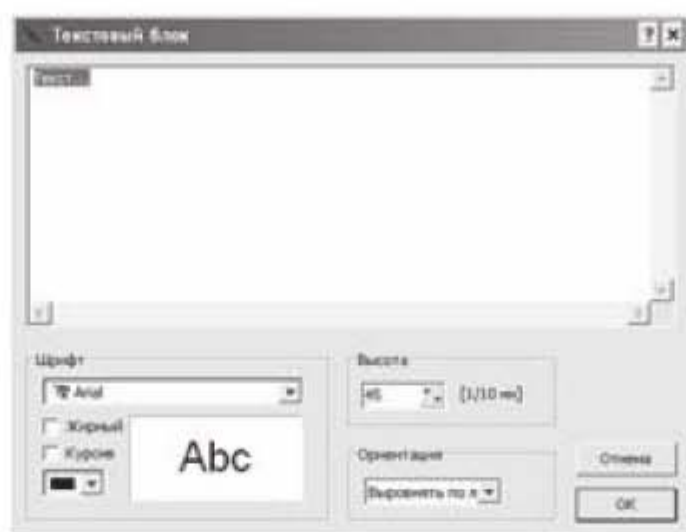 Текстовый блок
Текст...
Шрифт
Arial
Жирный
Курсив
Abc
Высота
45 [1/10 мм]
Ориентация
Выровнять по л
Отмена
OK